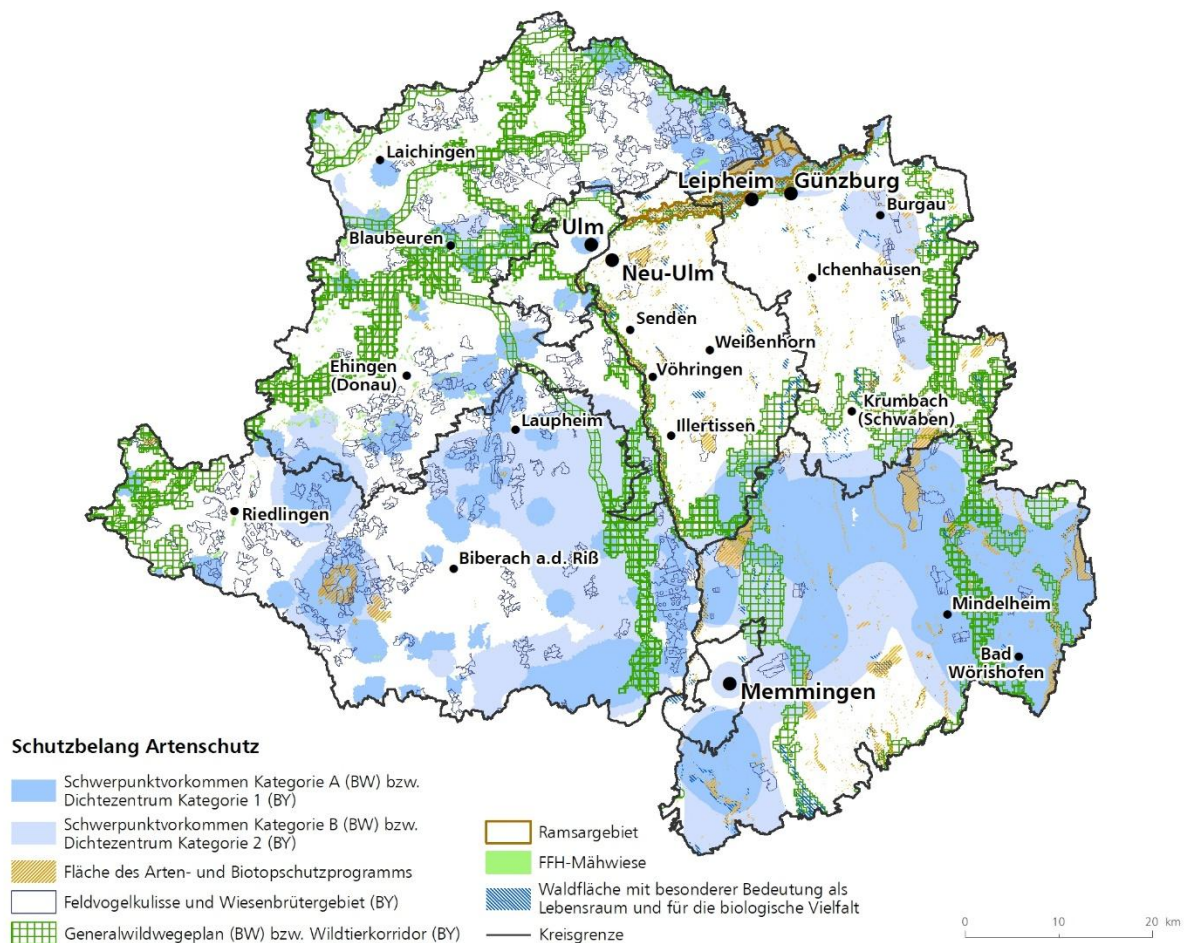 Laichingen
Leipheim
Günzburg
Burgau
Ulm
Blaubeuren
Neu-Ulm
Ichenhausen
Senden
Weißenhorn
Ehingen
(Donau)
Vöhringen
Krumbach
(Schwaben)
Laupheim
Illertissen
Riedlingen
Biberach a.d. Riß
Mindelheim
Bad
Wörishofen
Memmingen
Schutzbelang Artenschutz
Schwerpunktvorkommen Kategorie A (BW) bzw.
Dichtezentrum Kategorie 1 (BY)
Schwerpunktvorkommen Kategorie B (BW) bzw.
Dichtezentrum Kategorie 2 (BY)
Fläche des Arten- und Biotopschutzprogramms
Feldvogelkulisse und Wiesenbrütergebiet (BY)
Generalwildwegeplan (BW) bzw. Wildtierkorridor (BY)
Ramsargebiet
FFH-Mähwiese
Waldfläche mit besonderer Bedeutung als
Lebensraum und für die biologische Vielfalt
Kreisgrenze
0 10 20 km